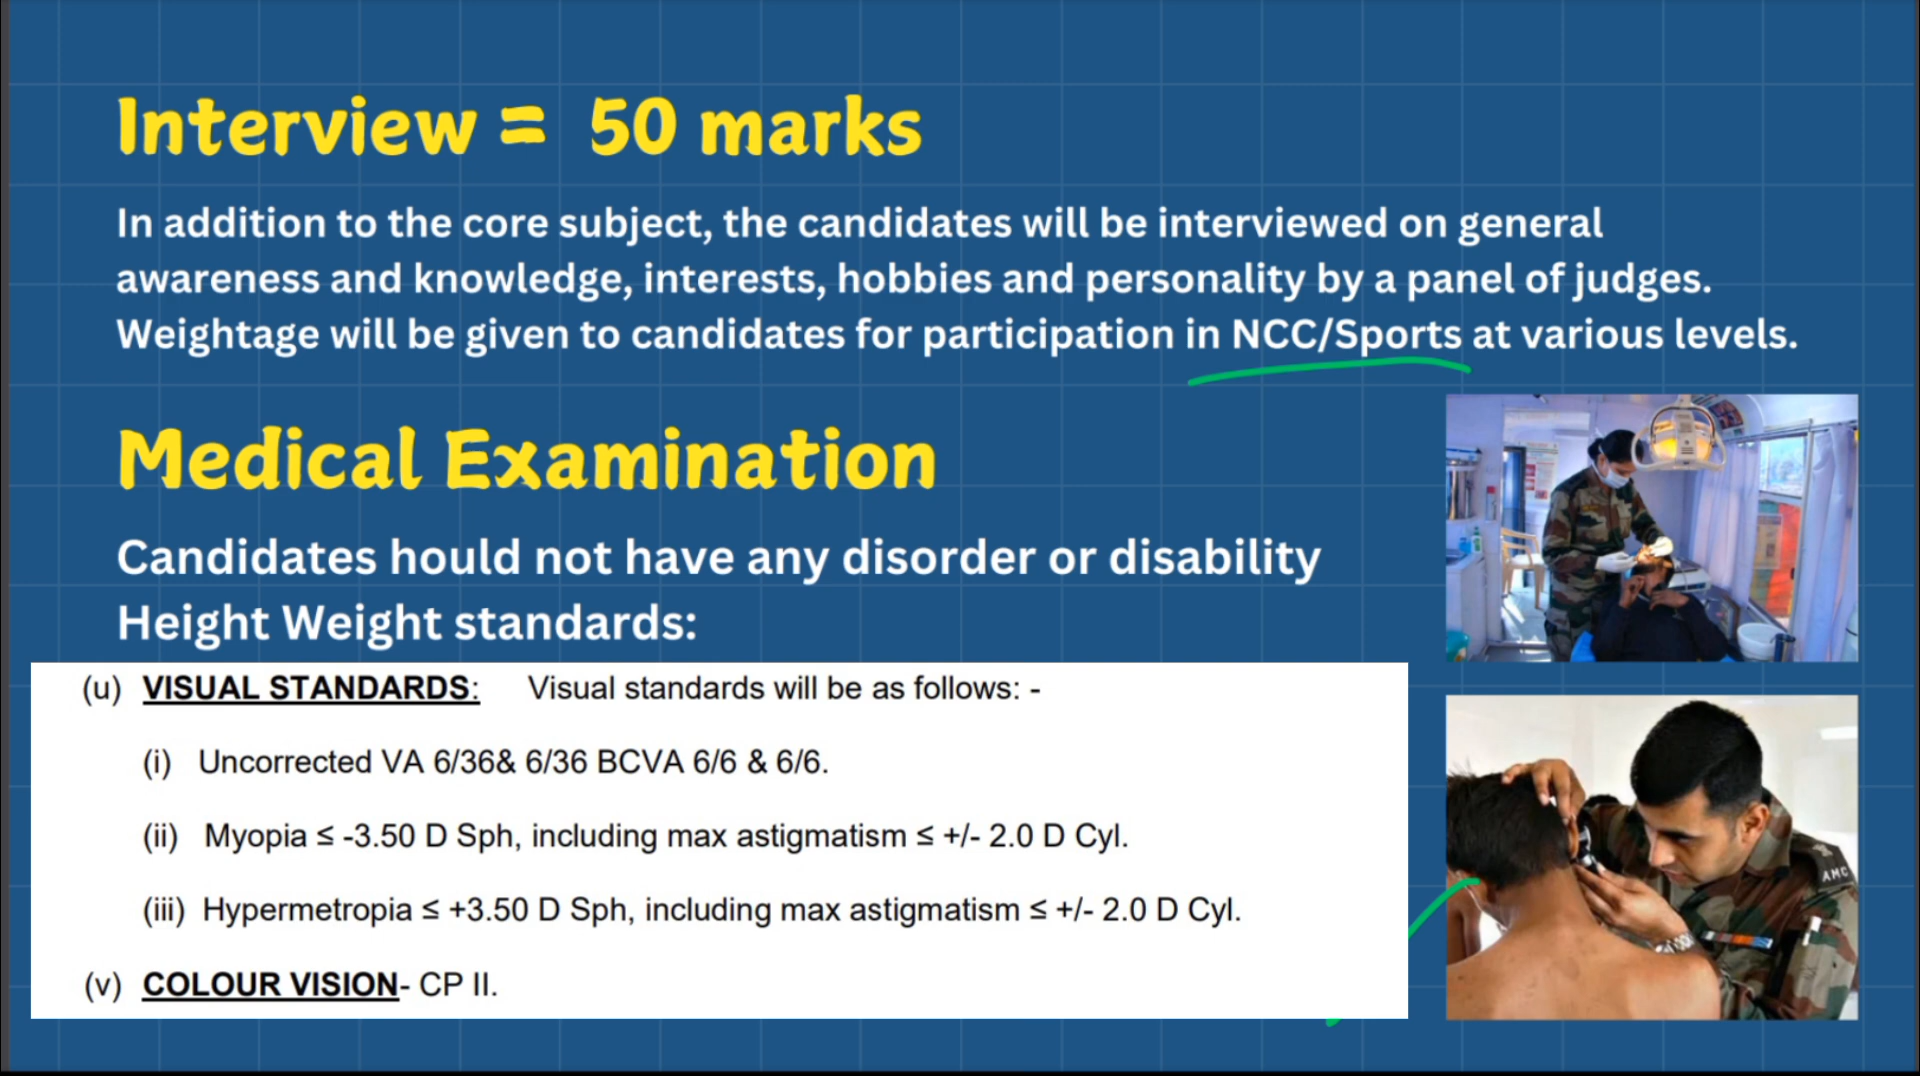 Interview = 50 marks
In addition to the core subject, the candidates will be interviewed on general
awareness and knowledge, interests, hobbies and personality by a panel of judges.
Weightage will be given to candidates for participation in NCC/Sports at various levels.
Medical Examination
Candidates hould not have any disorder or disability
Height Weight standards:
(u) VISUAL STANDARDS: Visual standards will be as follows: -
(i) Uncorrected VA 6/36& 6/36 BCVA 6/6 & 6/6.
(ii) Myopia ≤ -3.50 D Sph, including max astigmatism ≤ +/- 2.0 D Cyl.
(iii) Hypermetropia ≤ +3.50 D Sph, including max astigmatism ≤ +/- 2.0 D Cyl.
(v) COLOUR VISION- CP II.
AMC